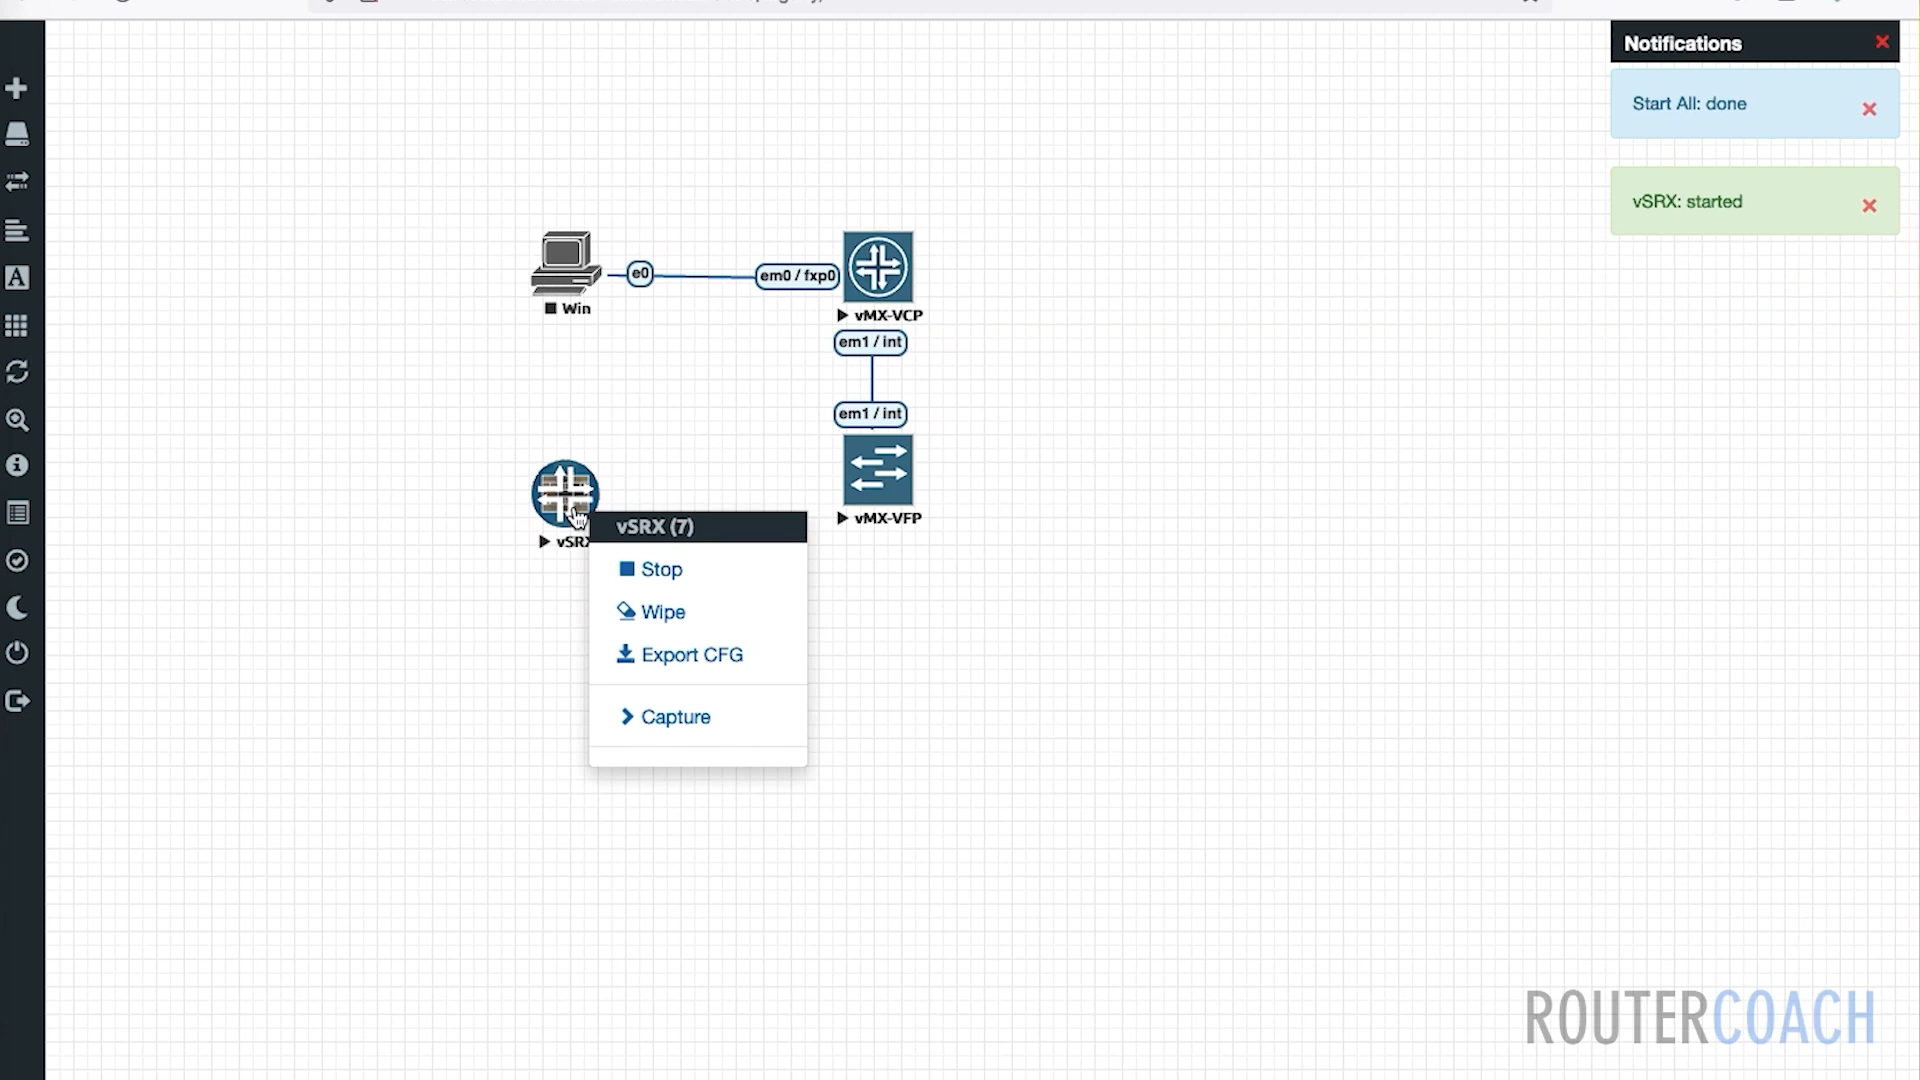 Notifications
Start All: done
vSRX: started
e0
em0 / fxp0
Win
vMX-VCP
em1 / int
em1 / int
vMX-VFP
vSRX
vSRX (7)
Stop
Wipe
Export CFG
Capture
A
ROUTERCOACH